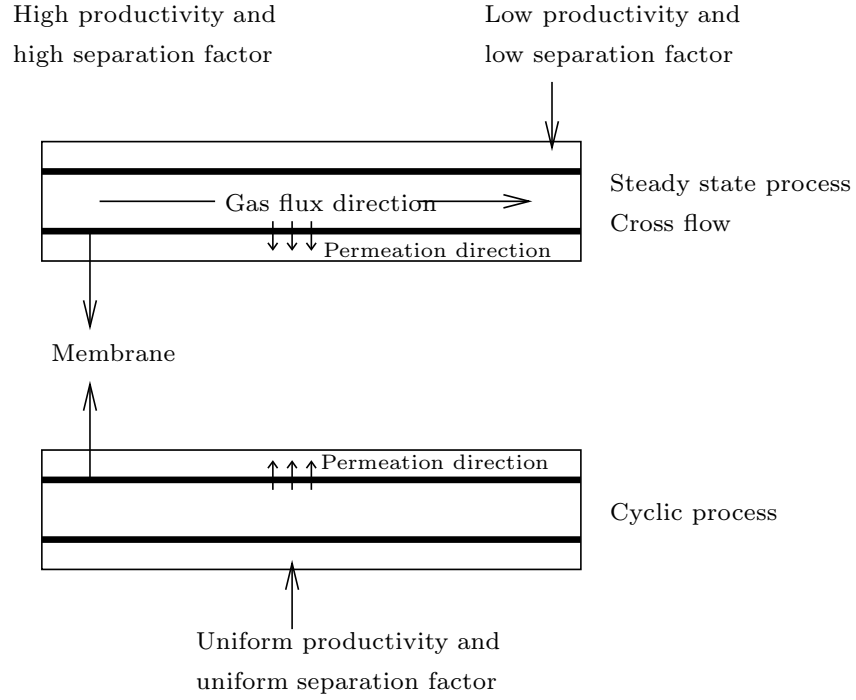 High productivity and
high separation factor
Low productivity and
low separation factor
Gas flux direction
Permeation direction
Steady state process
Cross flow
Membrane
Permeation direction
Cyclic process
Uniform productivity and
uniform separation factor